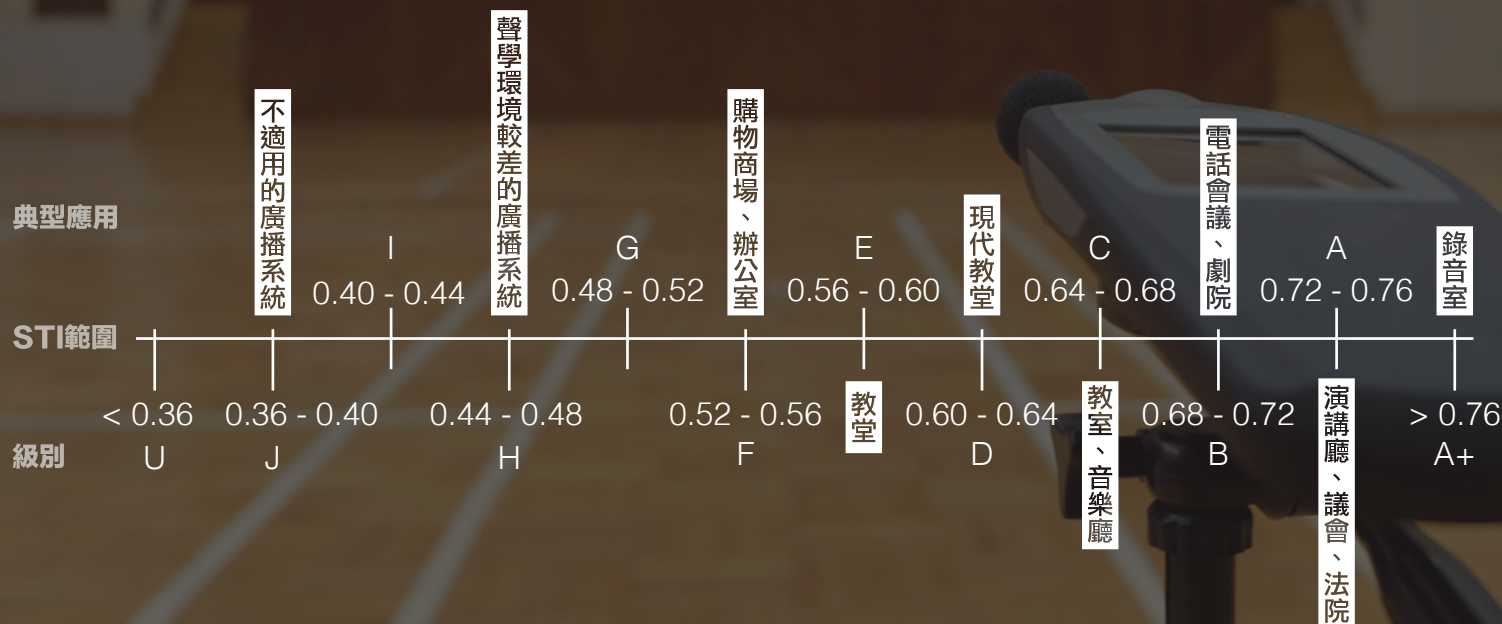 典型應用
STI範圍
級別
< 0.36
U
不適用的廣播系統
0.36 - 0.40
J
I
0.40 - 0.44
聲學環境較差的廣播系統
0.44 - 0.48
H
G
0.48 - 0.52
購物商場、辦公室
0.52 - 0.56
F
E
0.56 - 0.60
教堂
現代教堂
0.60 - 0.64
D
C
0.64 - 0.68
教室、音樂廳
電話會議、劇院
0.68 - 0.72
B
A
0.72 - 0.76
演講廳、議會、法院
錄音室
> 0.76
A+